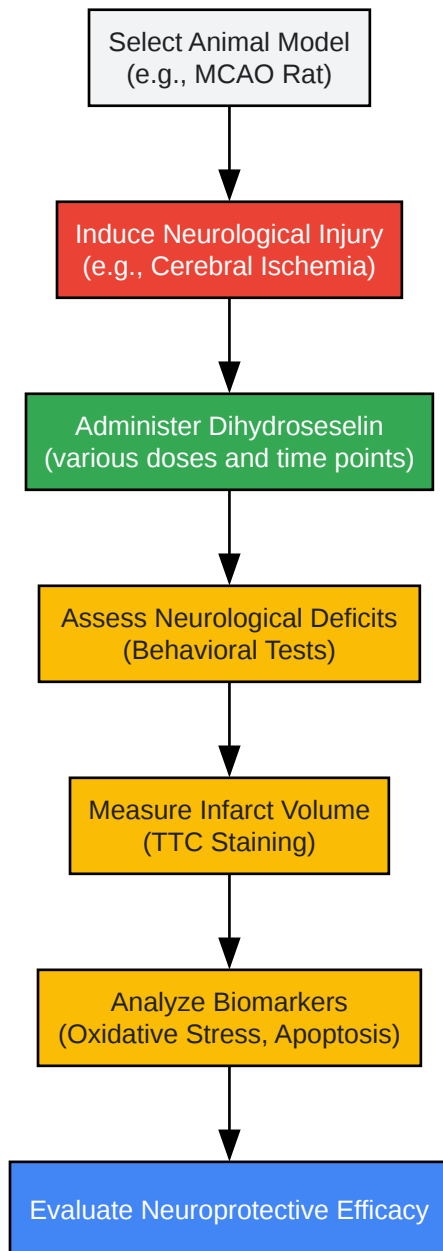 Select Animal Model
(e.g., MCAO Rat)
Induce Neurological Injury
(e.g., Cerebral Ischemia)
Administer Dihydroseselin
(various doses and time points)
Assess Neurological Deficits
(Behavioral Tests)
Measure Infarct Volume
(TTC Staining)
Analyze Biomarkers
(Oxidative Stress, Apoptosis)
Evaluate Neuroprotective Efficacy